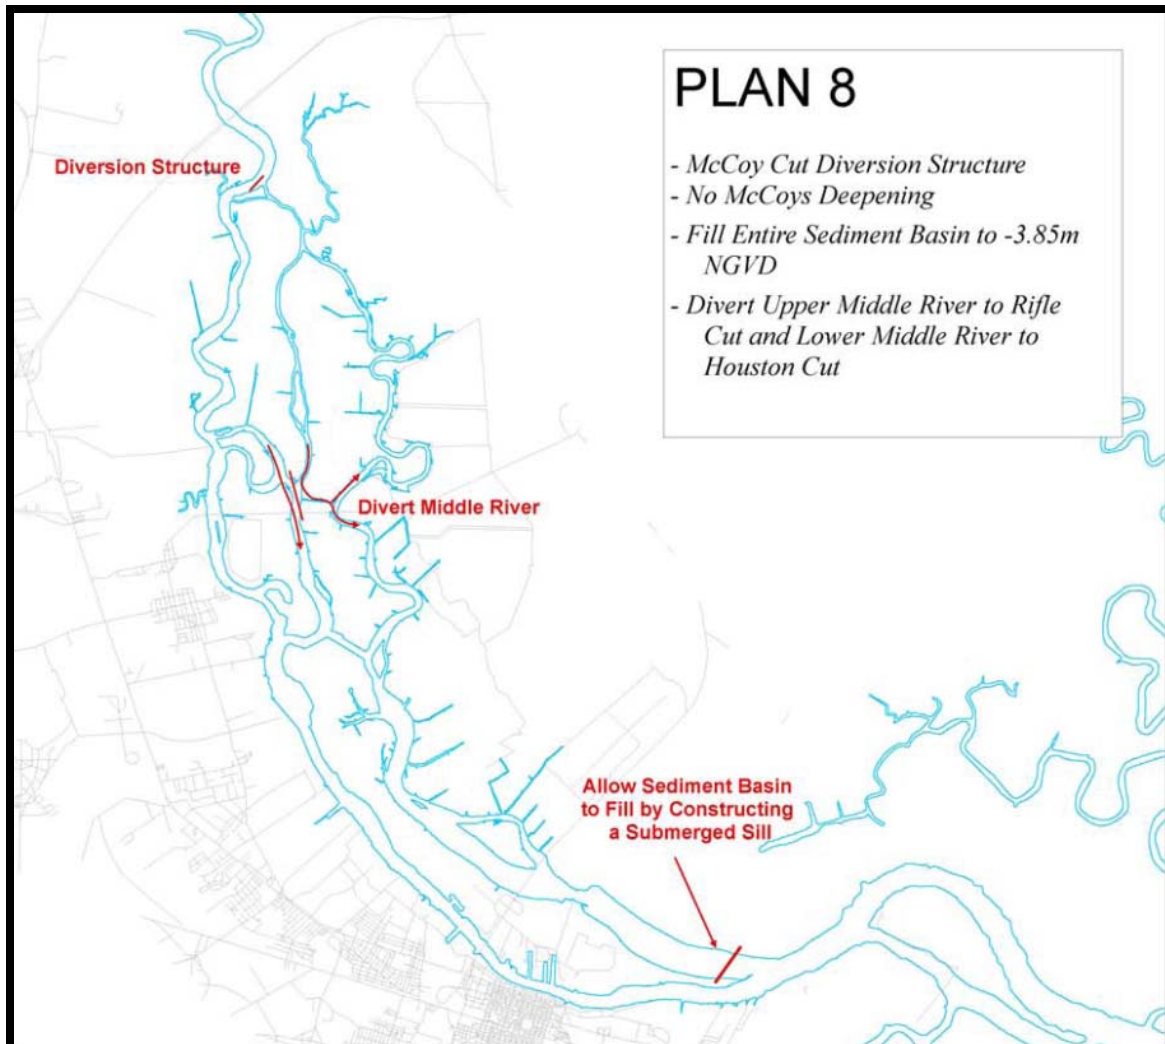 PLAN 8
- McCoy Cut Diversion Structure
- No McCoys Deepening
- Fill Entire Sediment Basin to -3.85m
NGVD
- Divert Upper Middle River to Rifle
Cut and Lower Middle River to
Houston Cut
Diversion Structure
Divert Middle River
Allow Sediment Basin
to Fill by Constructing
a Submerged Sill